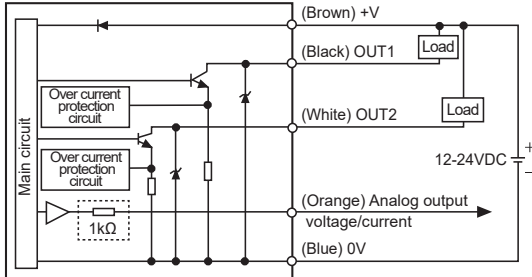 (Brown) +V
(Black) OUT1
Load
Over current
protection
circuit
Load
(White) OUT2
Main circuit
Over current
protection
circuit
12-24VDC
+
−
(Orange) Analog output
voltage/current
1kΩ
(Blue) 0V